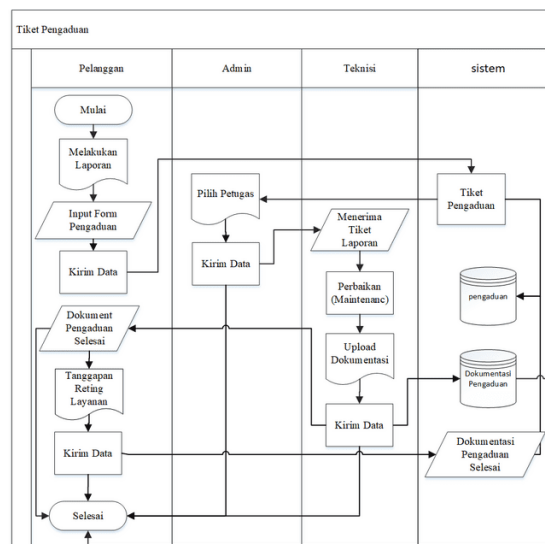 Tiket Pengaduan
Pelanggan
Admin
Teknisi
sistem
Mulai
Melakukan
Laporan
Input Form
Pengaduan
Kirim Data
Dokument
Pengaduan
Selesai
Tanggapan
Reting
Layanan
Kirim Data
Selesai
Pilih Petugas
Kirim Data
Menerima
Tiket
Laporan
Perbaikan
(Maintenanc)
Upload
Dokumentasi
Kirim Data
Tiket
Pengaduan
pengaduan
Dokumentasi
Pengaduan
Dokumentasi
Pengaduan
Selesai